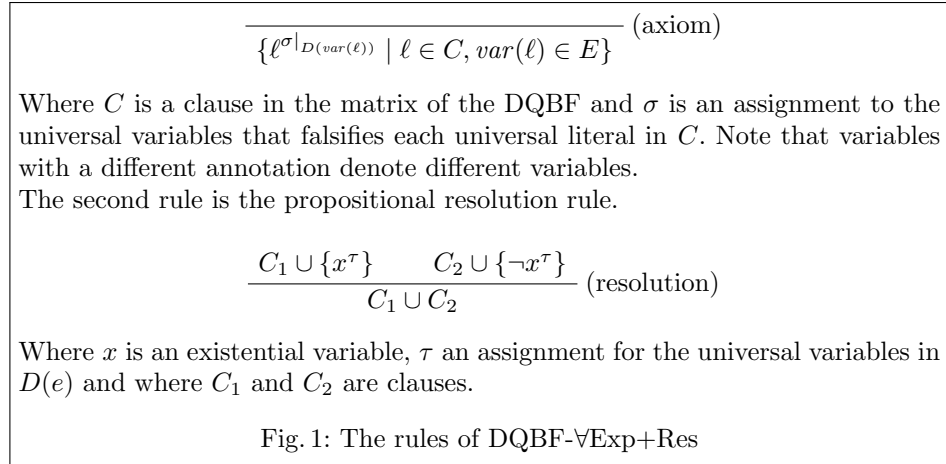 {ℓ^{σ|_{D(var(ℓ))}} | ℓ ∈ C, var(ℓ) ∈ E} (axiom)
Where C is a clause in the matrix of the DQBF and σ is an assignment to the
universal variables that falsifies each universal literal in C. Note that variables
with a different annotation denote different variables.
The second rule is the propositional resolution rule.
C₁ ∪ {x^τ} C₂ ∪ {¬x^τ}
C₁ ∪ C₂ (resolution)
Where x is an existential variable, τ an assignment for the universal variables in
D(e) and where C₁ and C₂ are clauses.
Fig. 1: The rules of DQBF-∀Exp+Res